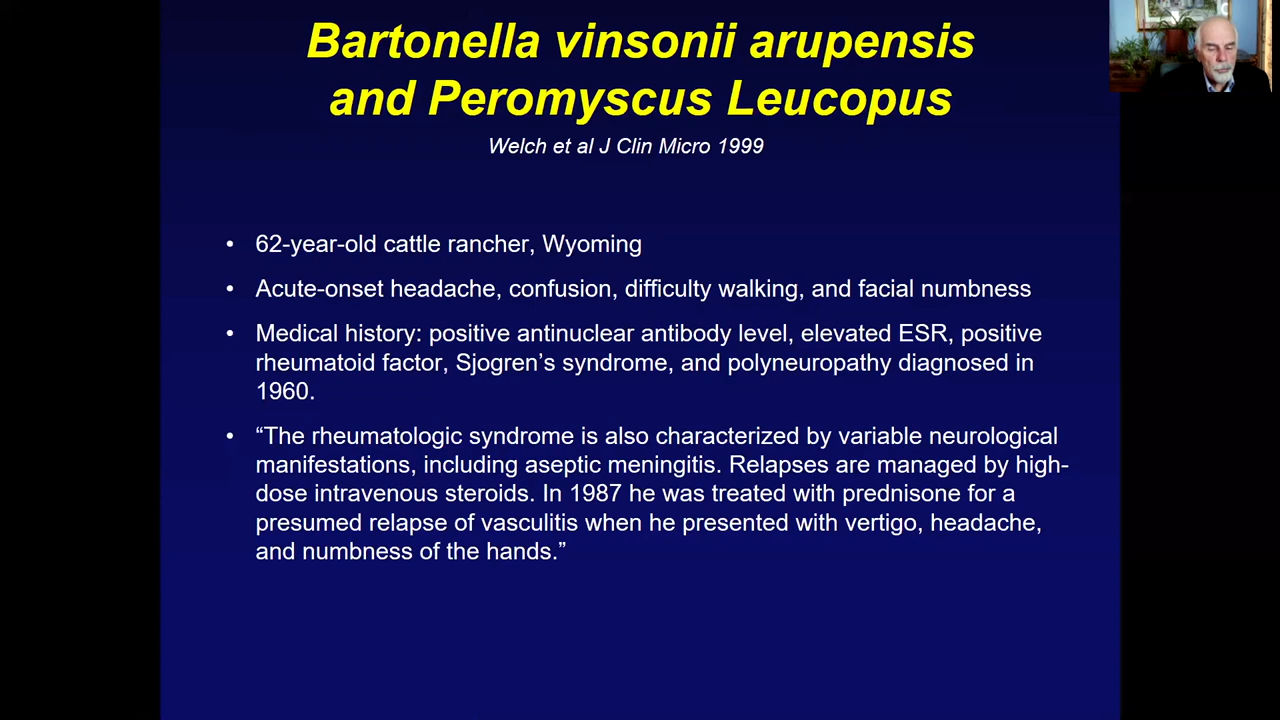 Bartonella vinsonii arupensis
and Peromyscus Leucopus
Welch et al J Clin Micro 1999
• 62-year-old cattle rancher, Wyoming
• Acute-onset headache, confusion, difficulty walking, and facial numbness
• Medical history: positive antinuclear antibody level, elevated ESR, positive
rheumatoid factor, Sjogren’s syndrome, and polyneuropathy diagnosed in
1960.
• “The rheumatologic syndrome is also characterized by variable neurological
manifestations, including aseptic meningitis. Relapses are managed by high-
dose intravenous steroids. In 1987 he was treated with prednisone for a
presumed relapse of vasculitis when he presented with vertigo, headache,
and numbness of the hands.”